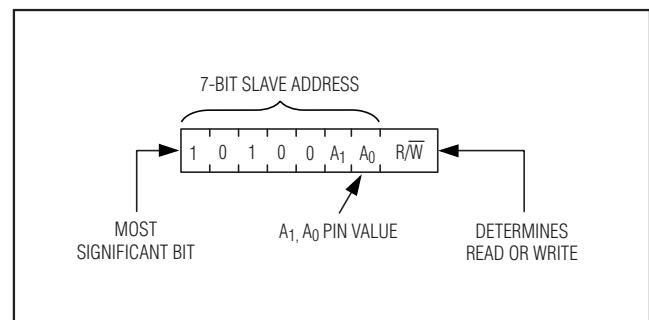 7-BIT SLAVE ADDRESS
1 0 1 0 0 A1 A0 R/W̅
MOST
SIGNIFICANT BIT
A1, A0 PIN VALUE
DETERMINES
READ OR WRITE